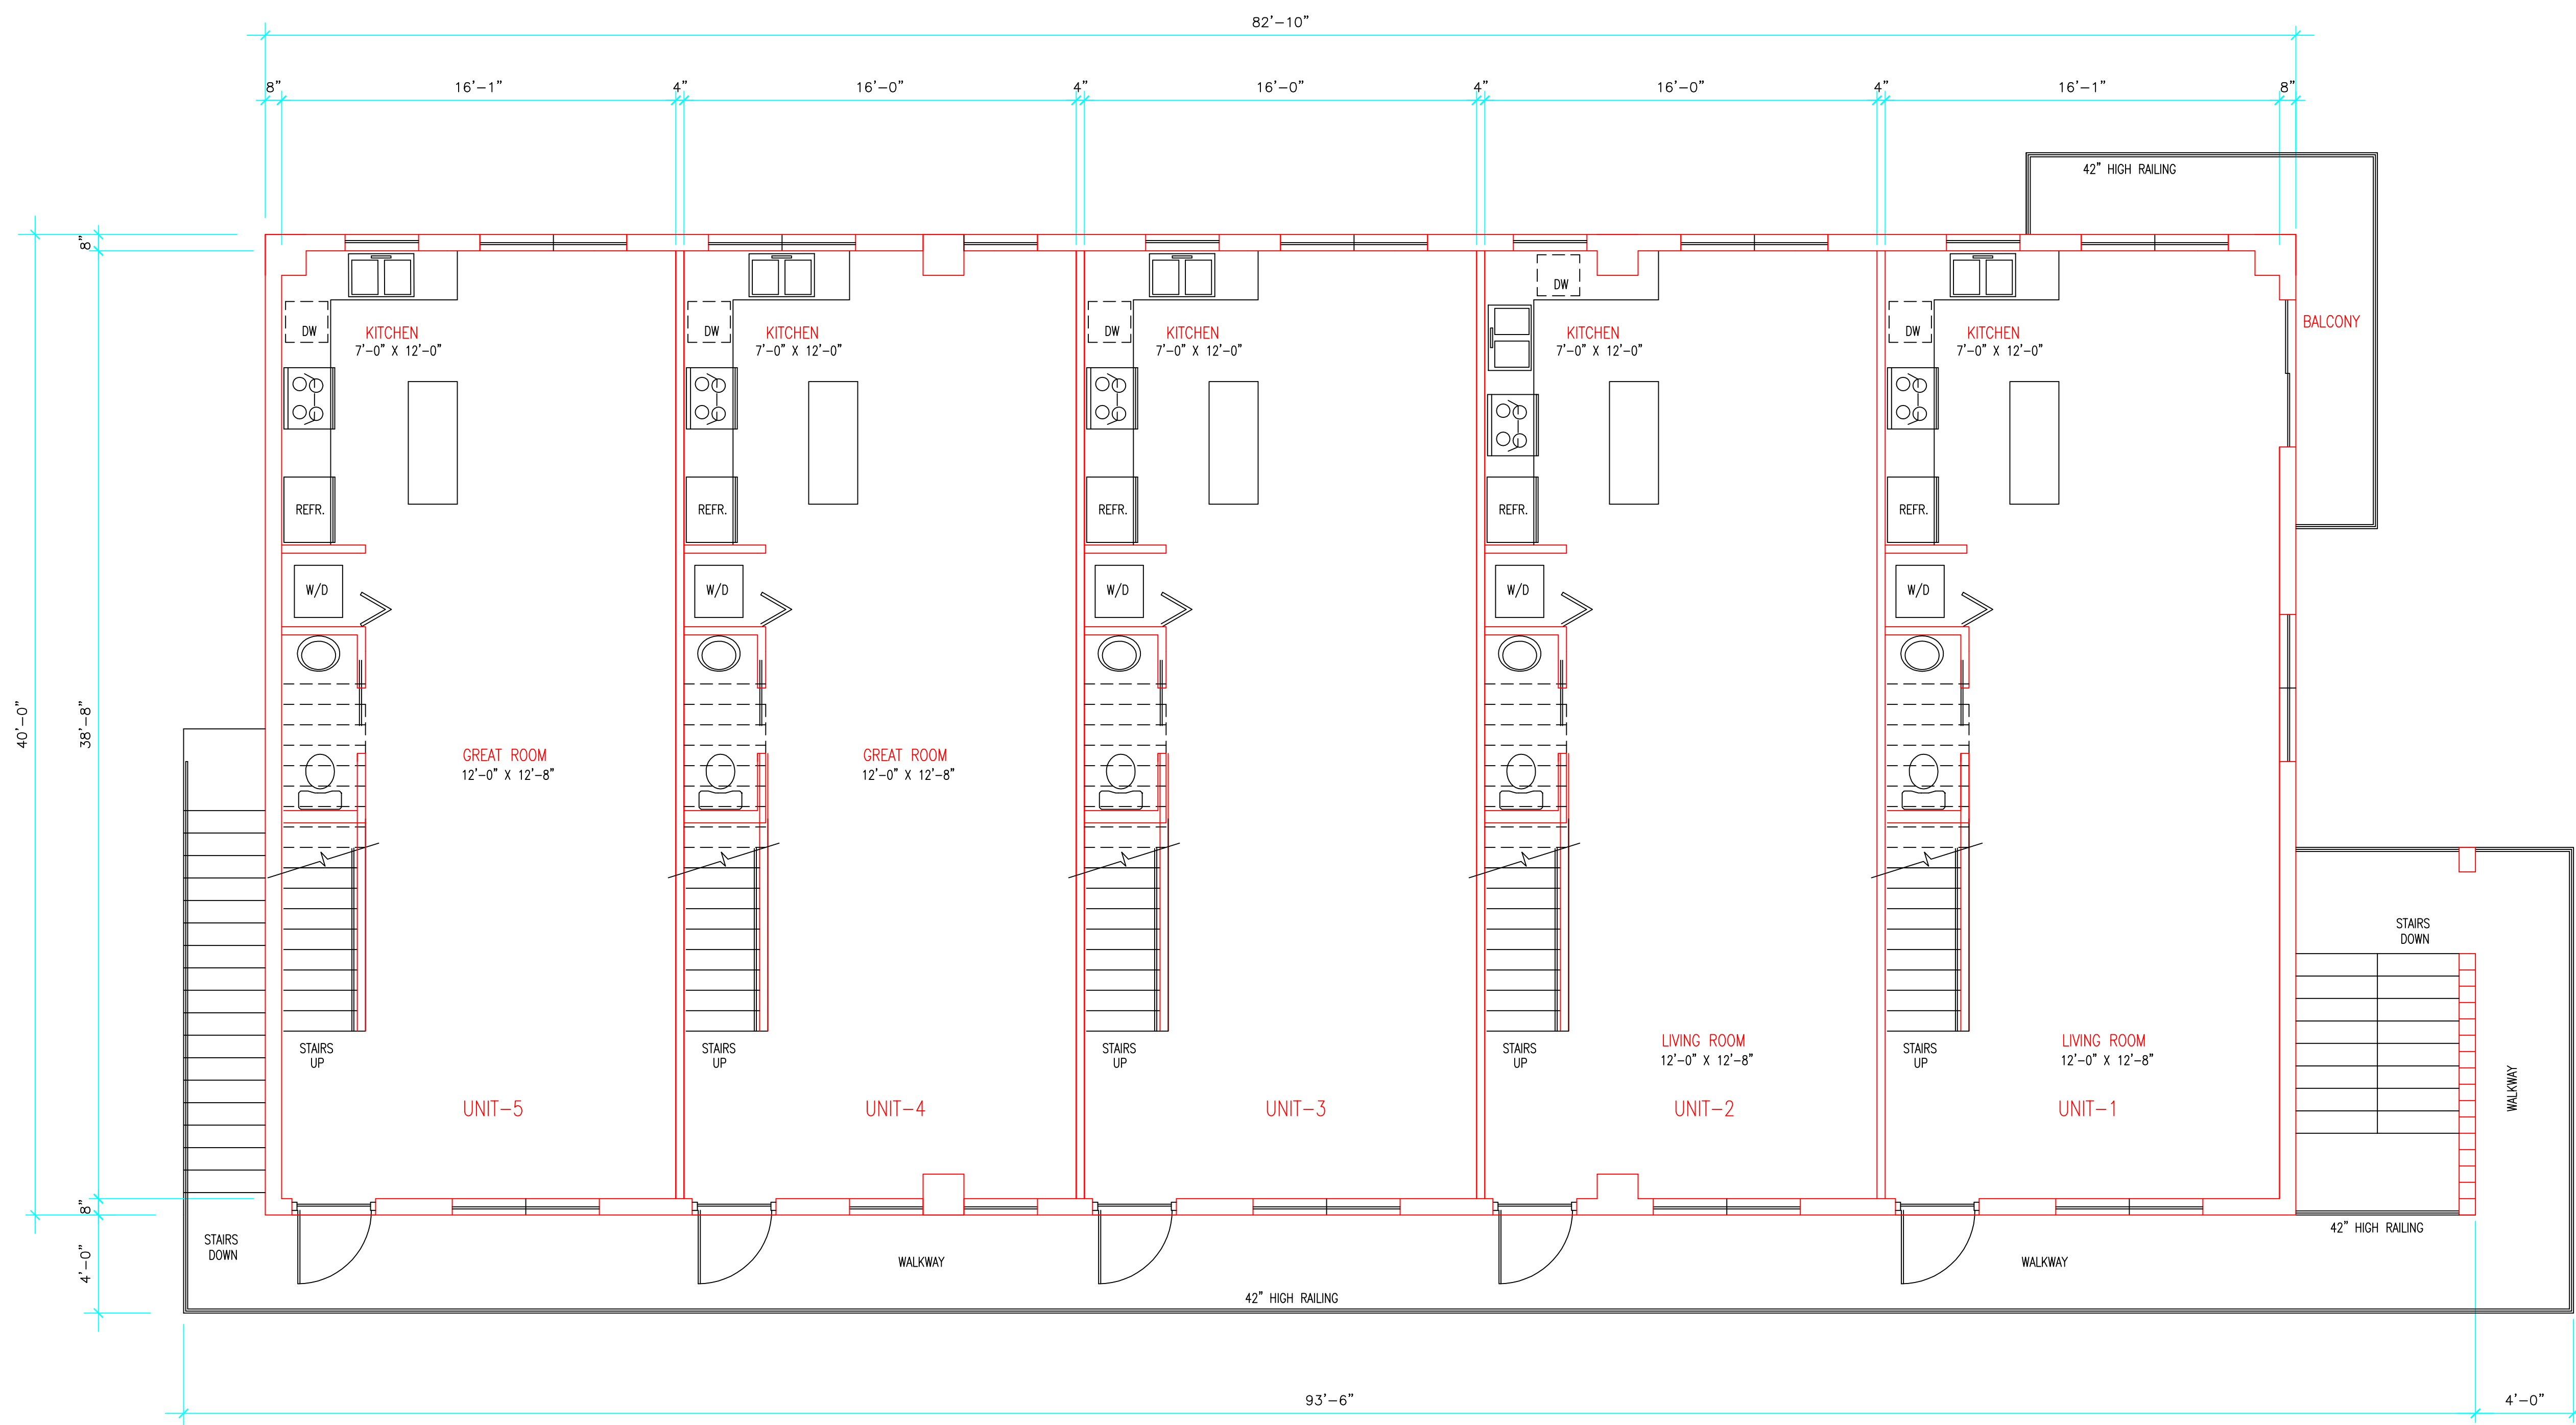 82'-10"
8" 16'-1" 4" 16'-0" 4" 16'-0" 4" 16'-0" 4" 16'-1" 8"
42" HIGH RAILING
8"
40'-0"
38'-8"
8"
4'-0"
DW
KITCHEN
7'-0" X 12'-0"
REFR.
W/D
GREAT ROOM
12'-0" X 12'-8"
STAIRS
UP
UNIT-5
DW
KITCHEN
7'-0" X 12'-0"
REFR.
W/D
GREAT ROOM
12'-0" X 12'-8"
STAIRS
UP
UNIT-4
DW
KITCHEN
7'-0" X 12'-0"
REFR.
W/D
STAIRS
UP
UNIT-3
DW
KITCHEN
7'-0" X 12'-0"
REFR.
W/D
LIVING ROOM
12'-0" X 12'-8"
STAIRS
UP
UNIT-2
DW
KITCHEN
7'-0" X 12'-0"
REFR.
W/D
LIVING ROOM
12'-0" X 12'-8"
STAIRS
UP
UNIT-1
BALCONY
STAIRS
DOWN
WALKWAY
42" HIGH RAILING
STAIRS
DOWN
WALKWAY
WALKWAY
42" HIGH RAILING
93'-6"
4'-0"